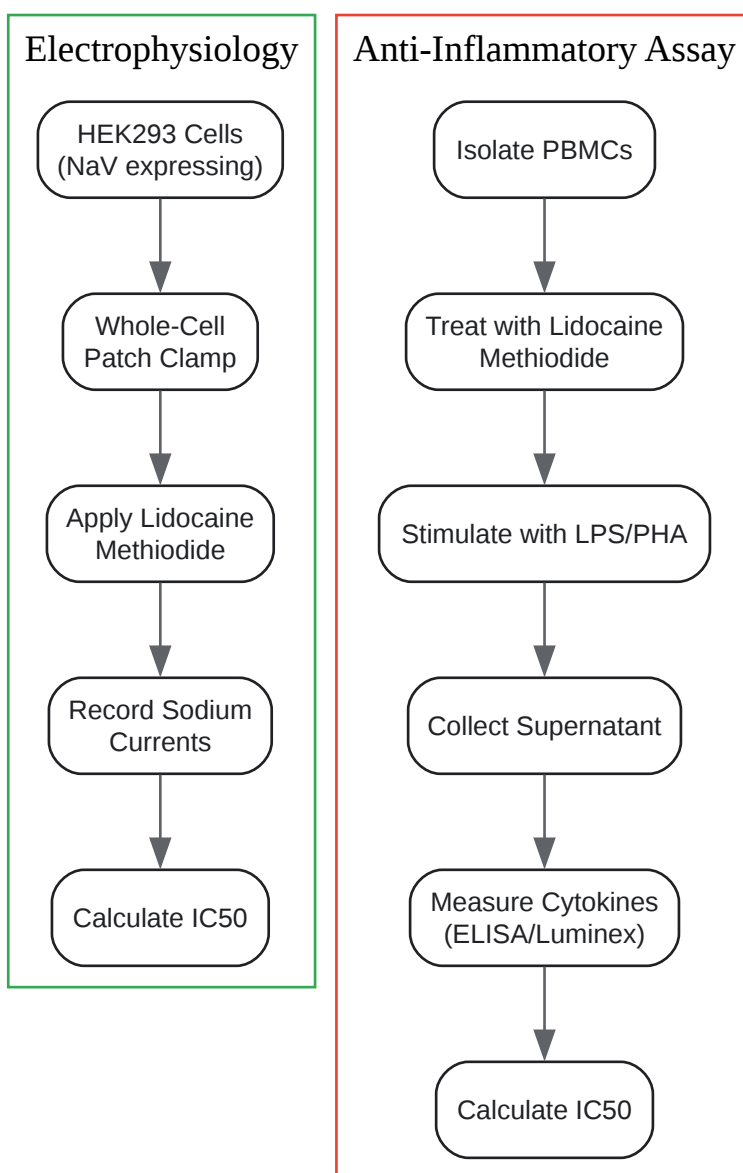 Electrophysiology
HEK293 Cells
(NaV expressing)
Whole-Cell
Patch Clamp
Apply Lidocaine
Methiodide
Record Sodium
Currents
Calculate IC50
Anti-Inflammatory Assay
Isolate PBMCs
Treat with Lidocaine
Methiodide
Stimulate with LPS/PHA
Collect Supernatant
Measure Cytokines
(ELISA/Luminex)
Calculate IC50